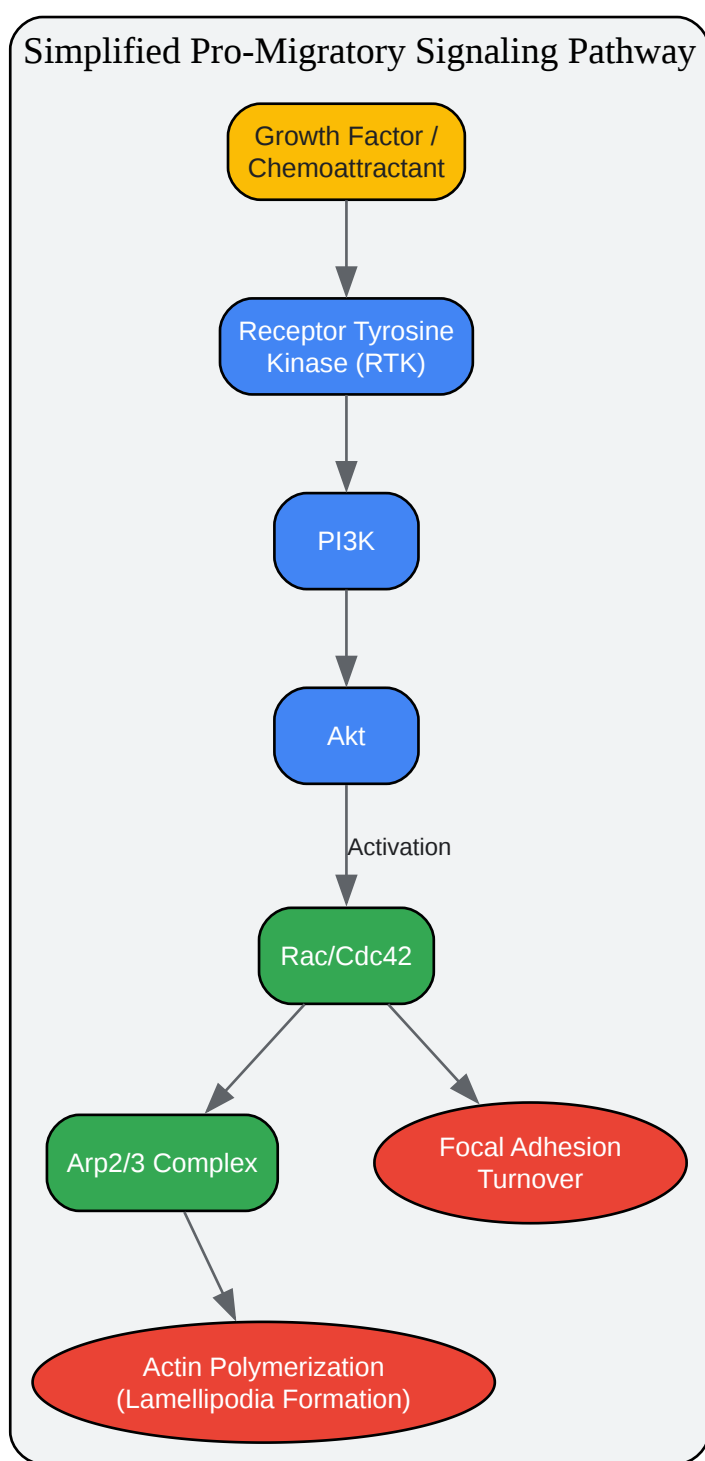 Simplified Pro-Migratory Signaling Pathway
Growth Factor /
Chemoattractant
Receptor Tyrosine
Kinase (RTK)
PI3K
Akt
Activation
Rac/Cdc42
Arp2/3 Complex
Focal Adhesion
Turnover
Actin Polymerization
(Lamellipodia Formation)